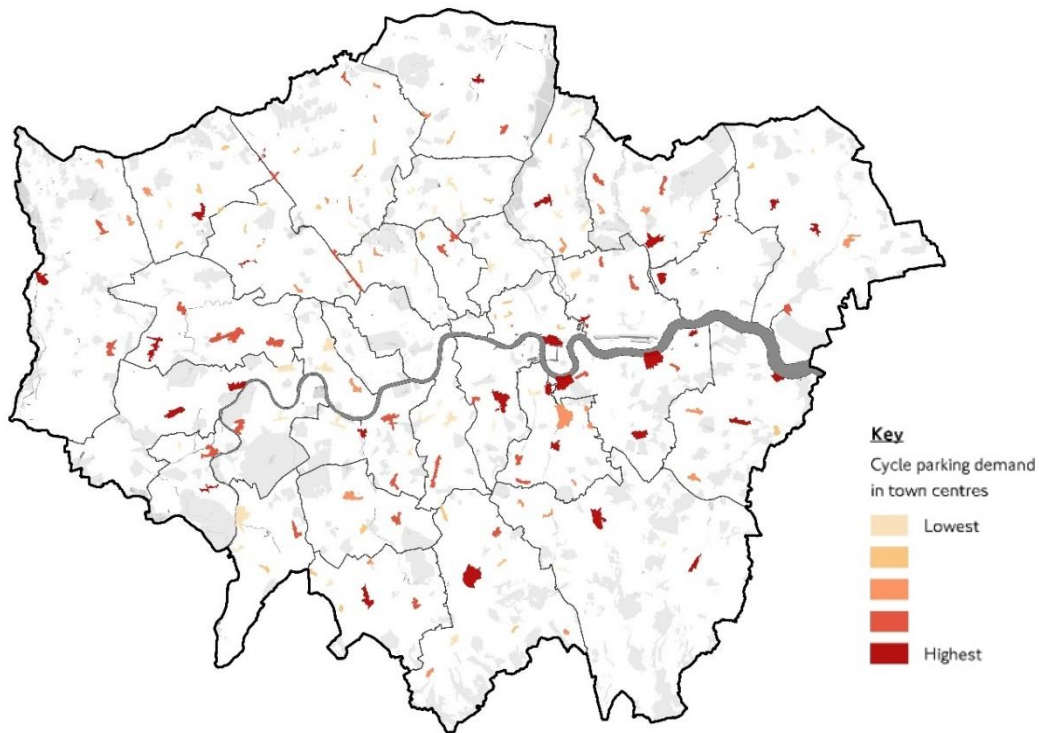 Key
Cycle parking demand
in town centres
Lowest
Highest